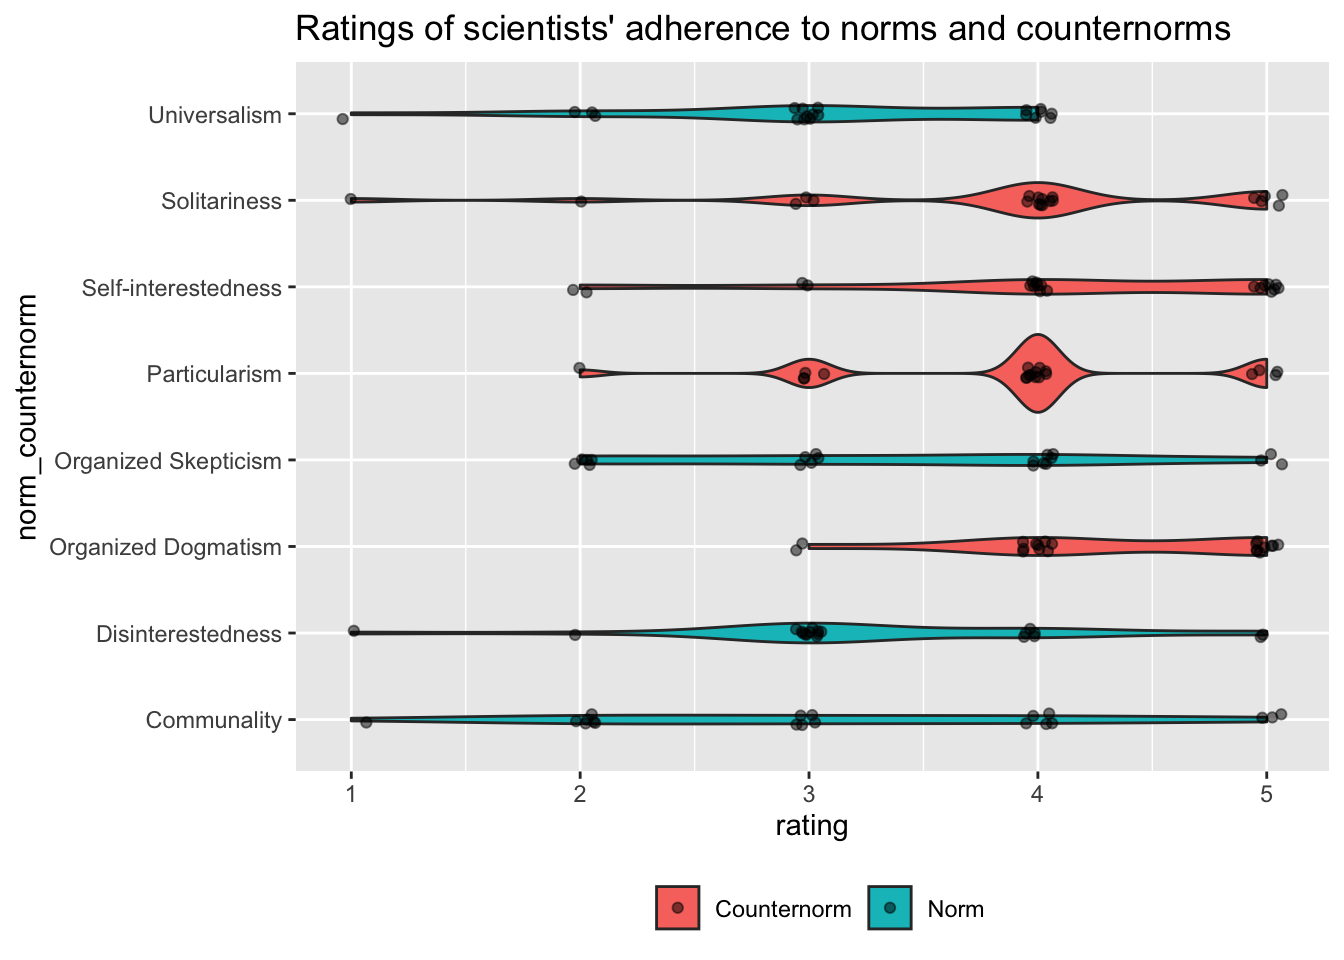 Ratings of scientists' adherence to norms and counternorms
norm_counternorm
Universalism
Solitariness
Self-interestedness
Particularism
Organized Skepticism
Organized Dogmatism
Disinterestedness
Communality
1 2 3 4 5
rating
Counternorm Norm